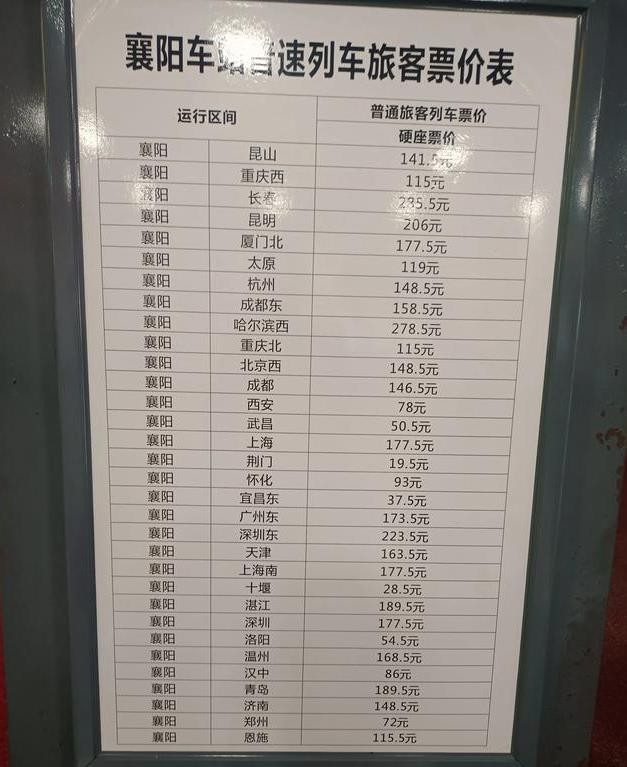 襄阳车站普速列车旅客票价表
运行区间 普通旅客列车票价
硬座票价
襄阳 昆山 141.5元
襄阳 重庆西 115元
襄阳 长春 285.5元
襄阳 昆明 206元
襄阳 厦门北 177.5元
襄阳 太原 119元
襄阳 杭州 148.5元
襄阳 成都东 158.5元
襄阳 哈尔滨西 278.5元
襄阳 重庆北 115元
襄阳 北京西 148.5元
襄阳 成都 146.5元
襄阳 西安 78元
襄阳 武昌 50.5元
襄阳 上海 177.5元
襄阳 荆门 19.5元
襄阳 怀化 93元
襄阳 宜昌东 37.5元
襄阳 广州东 173.5元
襄阳 深圳东 223.5元
襄阳 天津 163.5元
襄阳 上海南 177.5元
襄阳 十堰 28.5元
襄阳 湛江 189.5元
襄阳 深圳 177.5元
襄阳 洛阳 54.5元
襄阳 温州 168.5元
襄阳 汉中 86元
襄阳 青岛 189.5元
襄阳 济南 148.5元
襄阳 郑州 72元
襄阳 恩施 115.5元